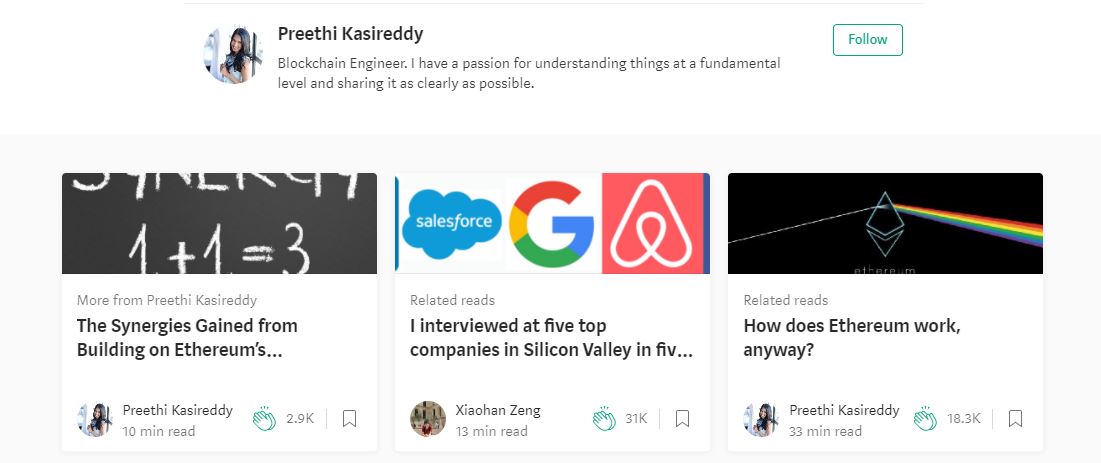 Preethi Kasireddy
Follow
Blockchain Engineer. I have a passion for understanding things at a fundamental
level and sharing it as clearly as possible.
SYNERGY
1+1=3
salesforce
G
ethereum
More from Preethi Kasireddy
The Synergies Gained from
Building on Ethereum’s...
Preethi Kasireddy
10 min read
2.9K
Related reads
I interviewed at five top
companies in Silicon Valley in fiv...
Xiaohan Zeng
13 min read
31K
Related reads
How does Ethereum work,
anyway?
Preethi Kasireddy
33 min read
18.3K